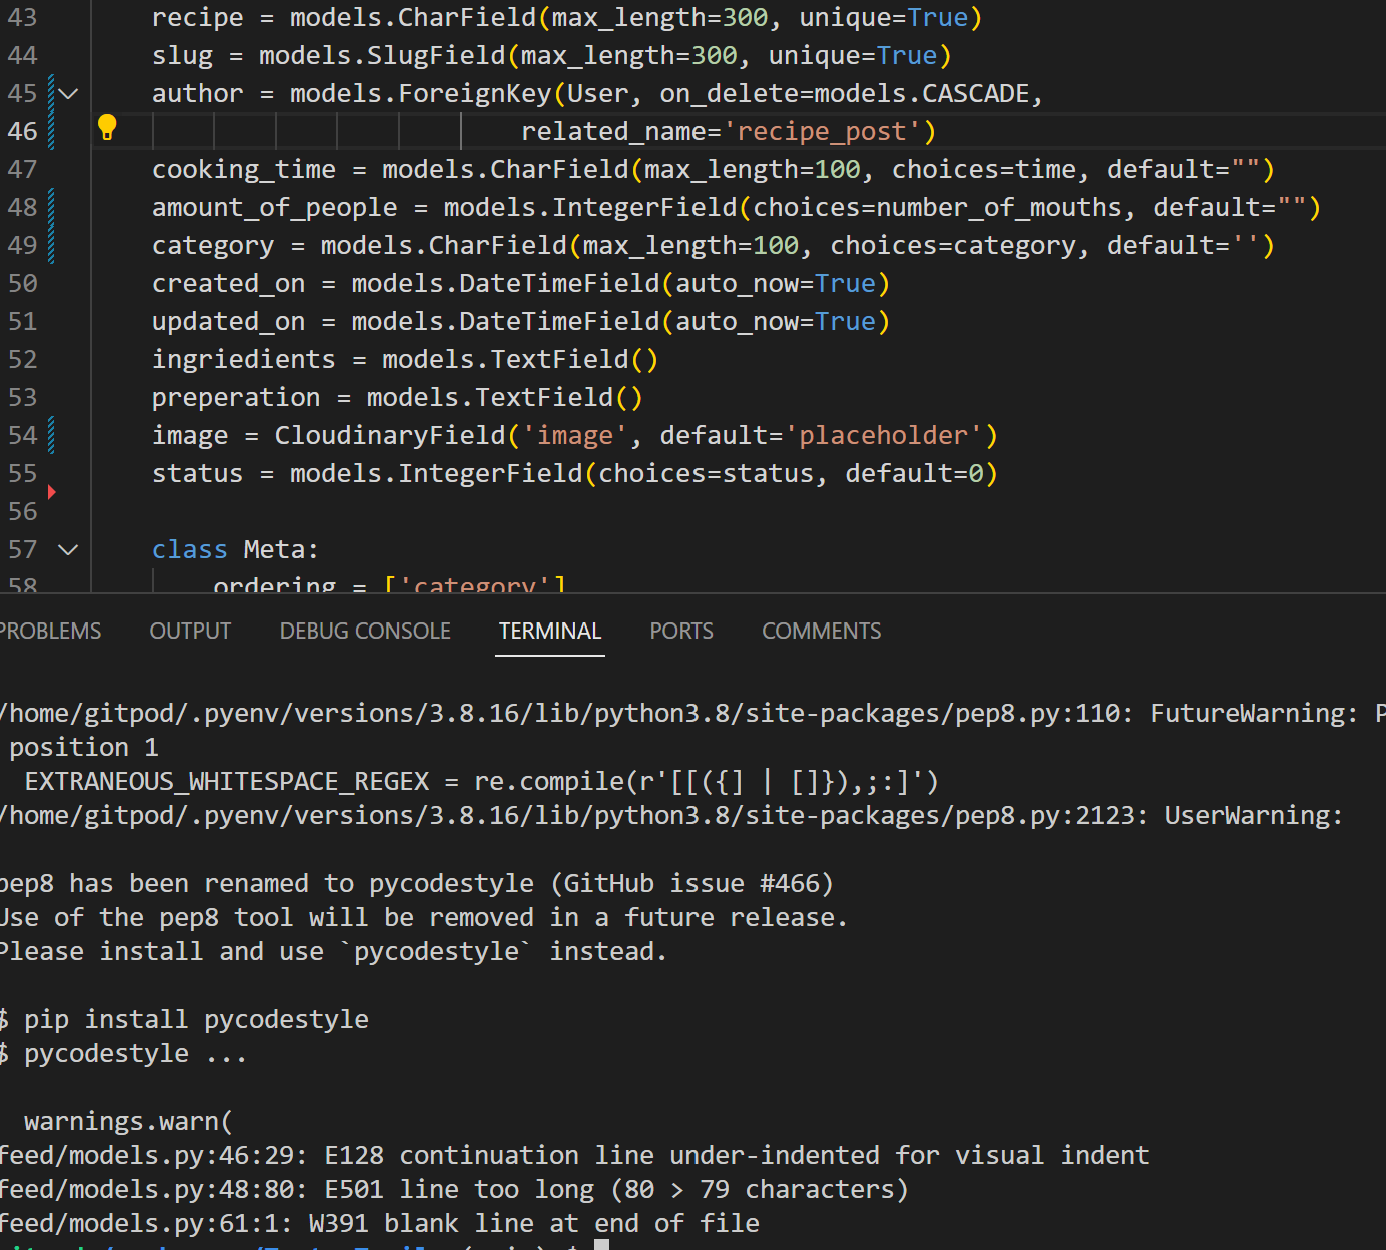 43 recipe = models.CharField(max_length=300, unique=True)
44 slug = models.SlugField(max_length=300, unique=True)
45 author = models.ForeignKey(User, on_delete=models.CASCADE,
46 related_name='recipe_post')
47 cooking_time = models.CharField(max_length=100, choices=time, default="")
48 amount_of_people = models.IntegerField(choices=number_of_mouths, default="")
49 category = models.CharField(max_length=100, choices=category, default='')
50 created_on = models.DateTimeField(auto_now=True)
51 updated_on = models.DateTimeField(auto_now=True)
52 ingriedients = models.TextField()
53 preperation = models.TextField()
54 image = CloudinaryField('image', default='placeholder')
55 status = models.IntegerField(choices=status, default=0)
56
57 class Meta:
58 ordering = ['category']
PROBLEMS OUTPUT DEBUG CONSOLE TERMINAL PORTS COMMENTS
/home/gitpod/.pyenv/versions/3.8.16/lib/python3.8/site-packages/pep8.py:110: FutureWarning: P
position 1
EXTRANEOUS_WHITESPACE_REGEX = re.compile(r'[[({] | []}),;:]')
/home/gitpod/.pyenv/versions/3.8.16/lib/python3.8/site-packages/pep8.py:2123: UserWarning:
pep8 has been renamed to pycodestyle (GitHub issue #466)
Use of the pep8 tool will be removed in a future release.
Please install and use `pycodestyle` instead.
$ pip install pycodestyle
$ pycodestyle ...
warnings.warn(
feed/models.py:46:29: E128 continuation line under-indented for visual indent
feed/models.py:48:80: E501 line too long (80 > 79 characters)
feed/models.py:61:1: W391 blank line at end of file